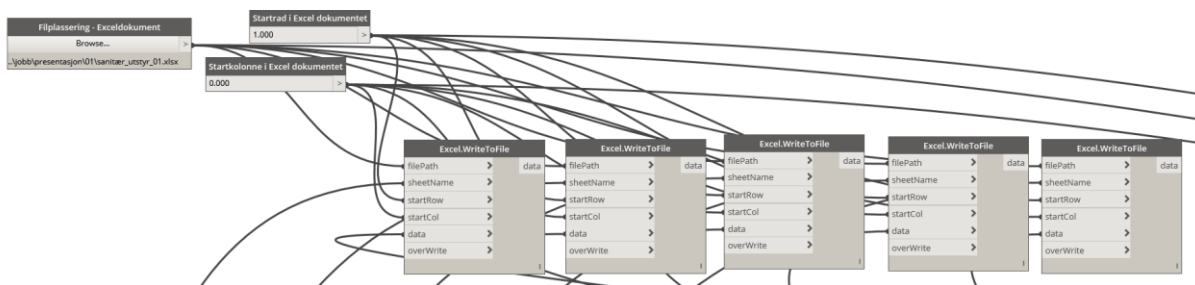 Filplassering - Exceldokument
Browse...
>
..\jobb\presentasjon\01\sanitær_utstyr_01.xlsx
Startrad i Excel dokumentet
1.000
>
Startkolonne i Excel dokumentet
0.000
>
Excel.WriteToFile
filePath > data
sheetName >
startRow >
startCol >
data >
overWrite >
I
Excel.WriteToFile
filePath > data
sheetName >
startRow >
startCol >
data >
overWrite >
I
Excel.WriteToFile
filePath > data
sheetName >
startRow >
startCol >
data >
overWrite >
I
Excel.WriteToFile
filePath > data
sheetName >
startRow >
startCol >
data >
overWrite >
I
Excel.WriteToFile
filePath > data
sheetName >
startRow >
startCol >
data >
overWrite >
I